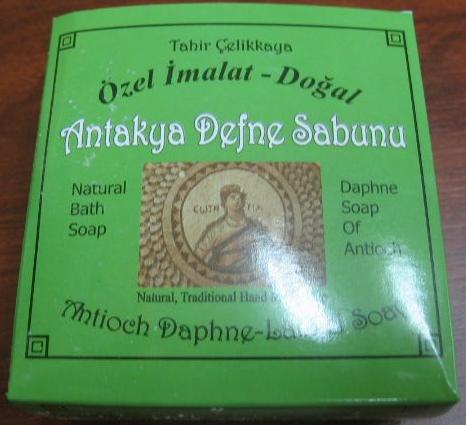 Tahir Çelikkaya
Özel İmalat - Doğal
Antakya Defne Sabunu
Natural
Bath
Soap
Daphne
Soap
Of
Antioch
Natural, Traditional Hand
Antioch Daphne-